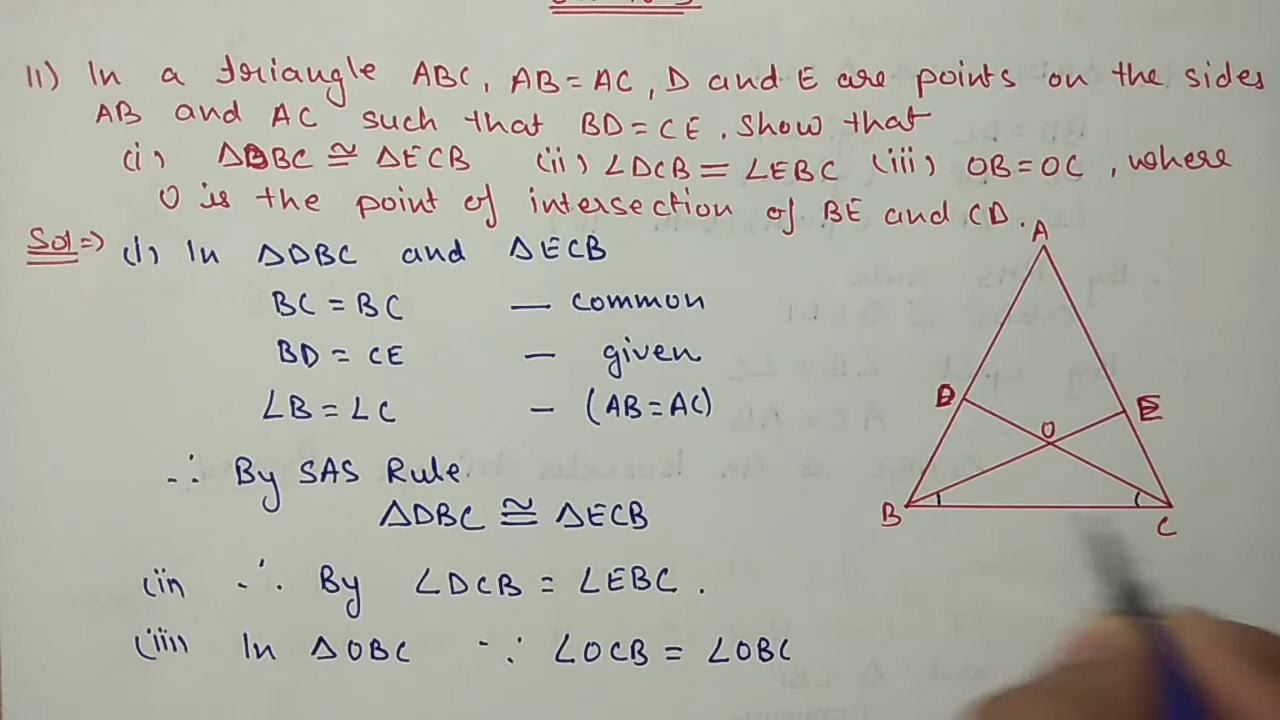 11) In a triangle ABC, AB = AC, D and E are points on the sides
AB and AC such that BD = CE. Show that
(i) ΔDBC ≅ ΔECB (ii) ∠DCB = ∠EBC (iii) OB = OC, where
O is the point of intersection of BE and CD.
Sol => (i) In ΔDBC and ΔECB
BC = BC — common
BD = CE — given
∠B = ∠C - (AB = AC)
∴ By SAS Rule.
ΔDBC ≅ ΔECB
(ii) ∴ By ∠DCB = ∠EBC.
(iii) In ΔOBC ∵ ∠OCB = ∠OBC
A
D
E
O
B
C